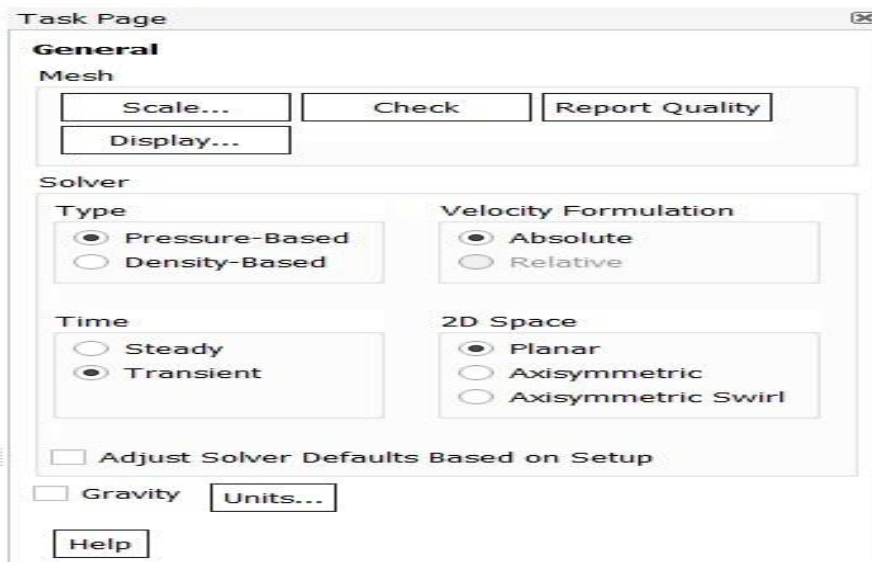 Task Page
General
Mesh
Scale... Check Report Quality
Display...
Solver
Type Velocity Formulation
Pressure-Based Absolute
Density-Based Relative
Time 2D Space
Steady Planar
Transient Axisymmetric
Axisymmetric Swirl
Adjust Solver Defaults Based on Setup
Gravity Units...
Help